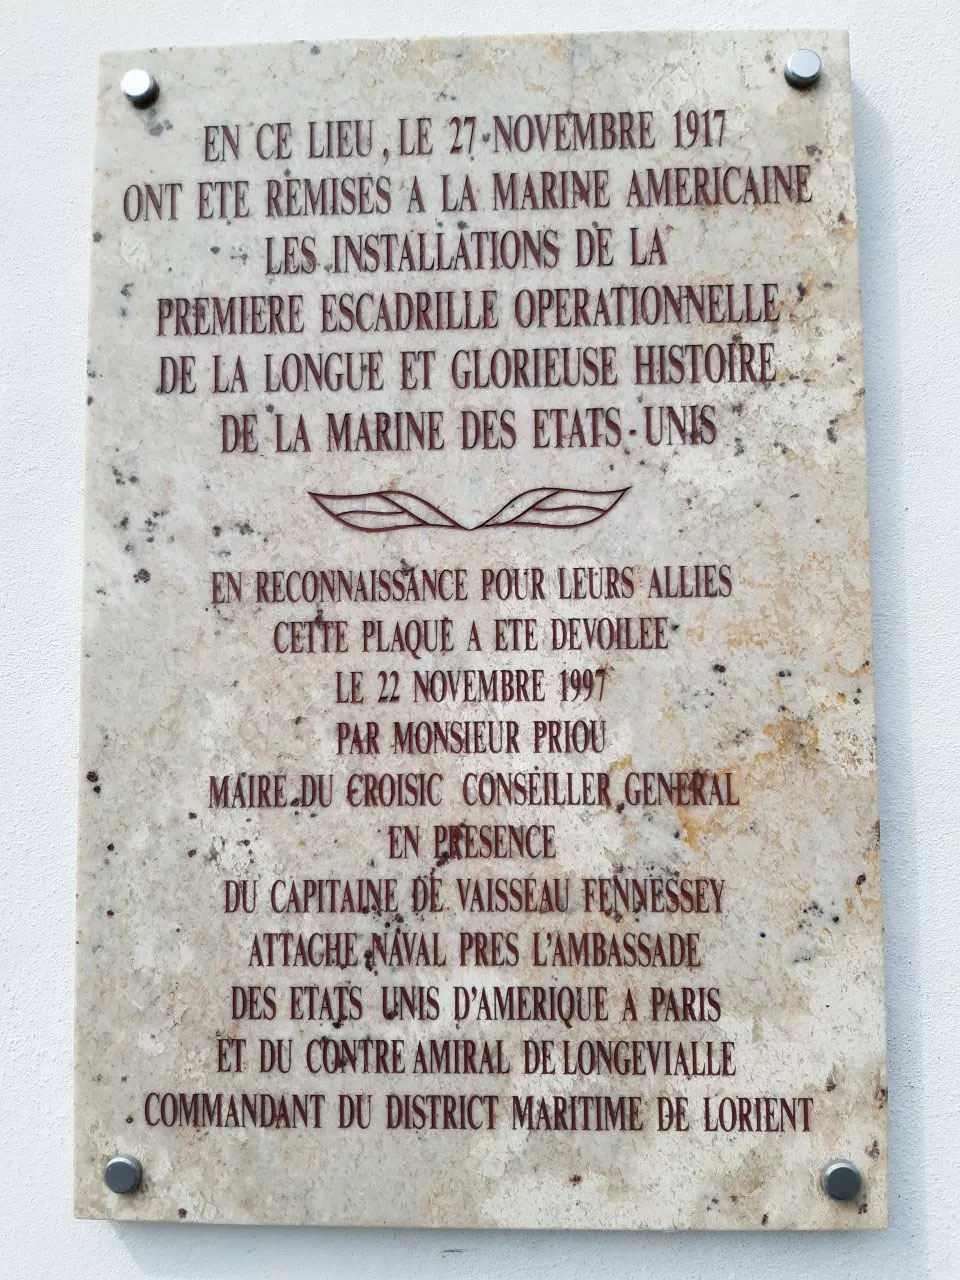 EN CE LIEU, LE 27 NOVEMBRE 1917
ONT ETE REMISES A LA MARINE AMERICAINE
LES INSTALLATIONS DE LA
PREMIERE ESCADRILLE OPERATIONNELLE
DE LA LONGUE ET GLORIEUSE HISTOIRE
DE LA MARINE DES ETATS-UNIS
EN RECONNAISSANCE POUR LEURS ALLIES
CETTE PLAQUE A ETE DEVOILEE
LE 22 NOVEMBRE 1997
PAR MONSIEUR PRIOU
MAIRE DU CROISIC CONSEILLER GENERAL
EN PRESENCE
DU CAPITAINE DE VAISSEAU FENNESSEY
ATTACHE NAVAL PRES L'AMBASSADE
DES ETATS UNIS D'AMERIQUE A PARIS
ET DU CONTRE AMIRAL DE LONGEVIALLE
COMMANDANT DU DISTRICT MARITIME DE LORIENT